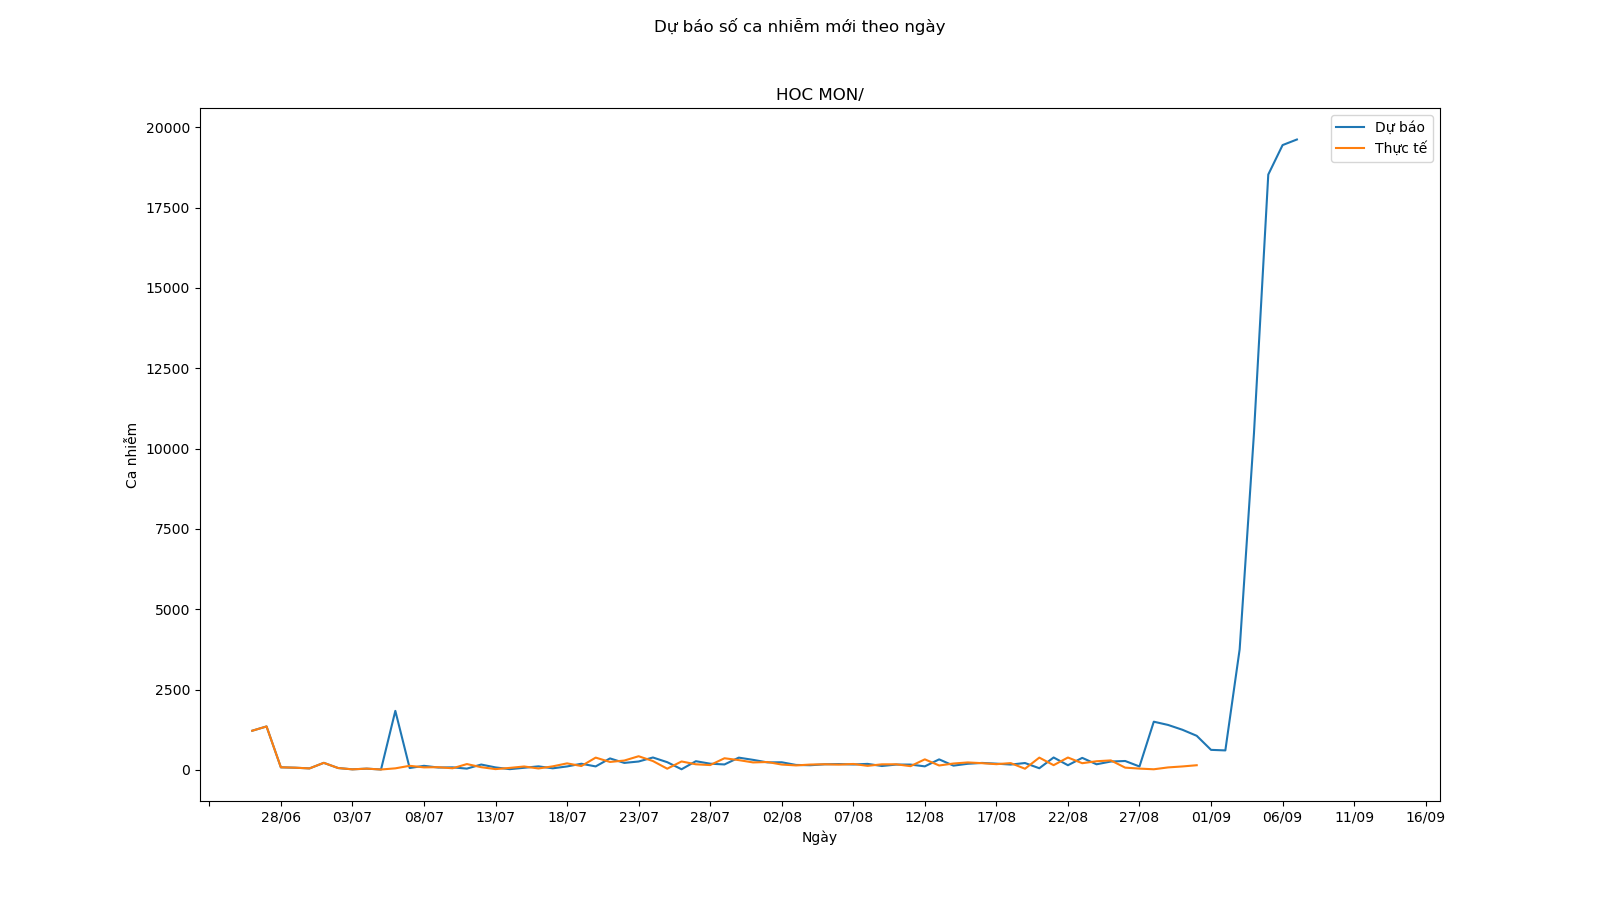 Dự báo số ca nhiễm mới theo ngày
HOC MON/
Dự báo
Thực tế
20000
17500
15000
12500
10000
7500
5000
2500
0
Ca nhiễm
28/06 03/07 08/07 13/07 18/07 23/07 28/07 02/08 07/08 12/08 17/08 22/08 27/08 01/09 06/09 11/09 16/09
Ngày